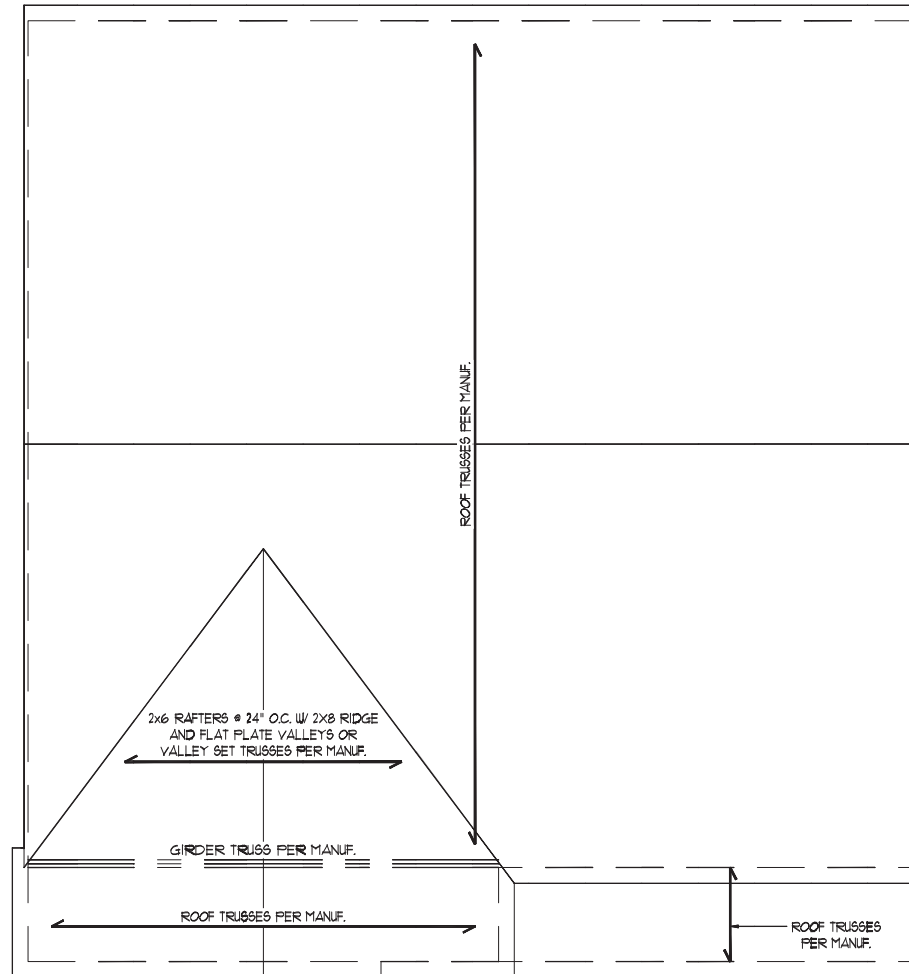 ROOF TRUSSES PER MANUF.
2x6 RAFTERS @ 24" O.C. W/ 2X8 RIDGE
AND FLAT PLATE VALLEYS OR
VALLEY SET TRUSSES PER MANUF.
GIRDER TRUSS PER MANUF.
ROOF TRUSSES PER MANUF.
ROOF TRUSSES
PER MANUF.